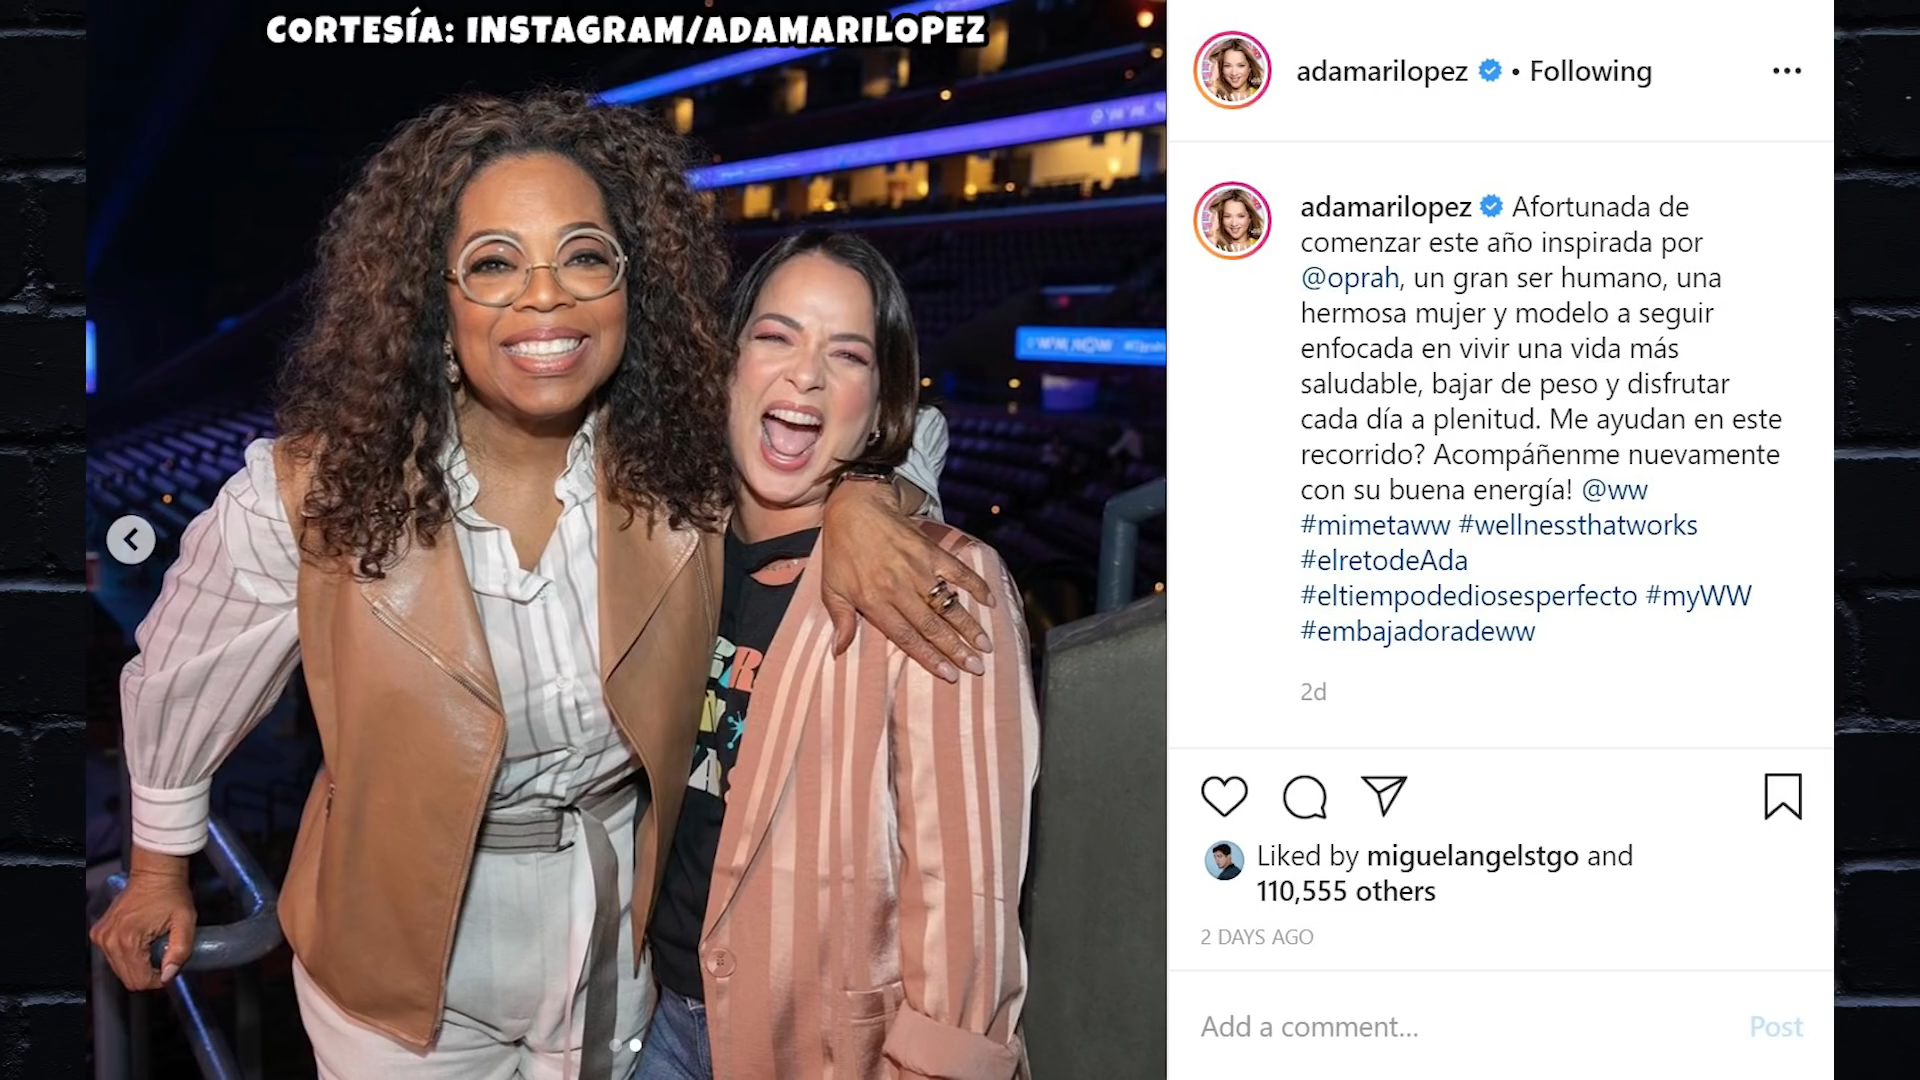 CORTESÍA: INSTAGRAM/ADAMARILOPEZ
adamarilopez • Following
adamarilopez Afortunada de
comenzar este año inspirada por
@oprah, un gran ser humano, una
hermosa mujer y modelo a seguir
enfocada en vivir una vida más
saludable, bajar de peso y disfrutar
cada día a plenitud. Me ayudan en este
recorrido? Acompáñenme nuevamente
con su buena energía! @ww
#mimetaww #wellnessthatworks
#elretodeAda
#eltiempodediosesperfecto #myWW
#embajadoradeww
2d
Liked by miguelangelstgo and
110,555 others
2 DAYS AGO
Add a comment... Post